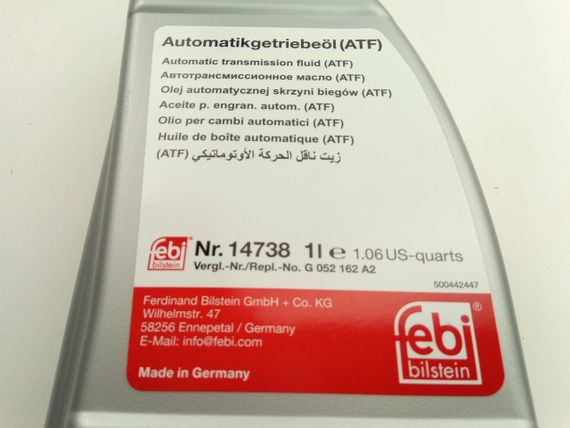 Automatikgetriebeöl (ATF)
Automatic transmission fluid (ATF)
Автотрансмиссионное масло (ATF)
Olej automatycznej skrzyni biegów (ATF)
Aceite p. engran. autom. (ATF)
Olio per cambi automatici (ATF)
Huile de boîte automatique (ATF)
زيت ناقل الحركة الأوتوماتيكي (ATF)
febi bilstein
Nr. 14738 1l e 1.06 US-quarts
Vergl.-Nr./Repl.-No. G 052 162 A2
500442447
Ferdinand Bilstein GmbH + Co. KG
Wilhelmstr. 47
58256 Ennepetal / Germany
E-Mail: info@febi.com
Made in Germany
febi®
bilstein